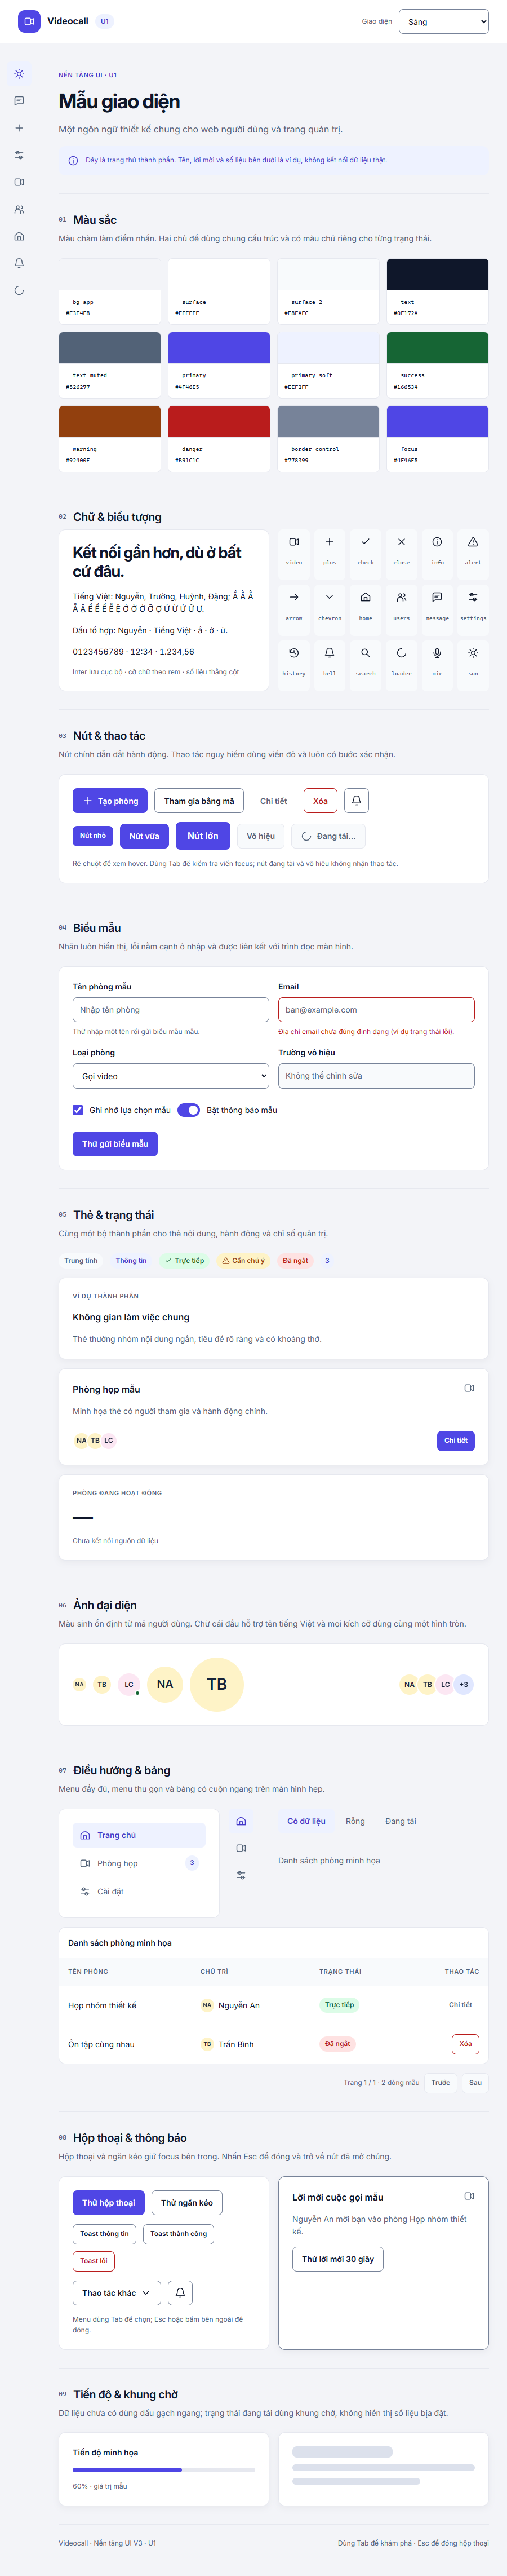 Videocall U1
Giao diện Sáng
NỀN TẢNG UI · U1
Mẫu giao diện
Một ngôn ngữ thiết kế chung cho web người dùng và trang quản trị.
Đây là trang thử thành phần. Tên, lời mời và số liệu bên dưới là ví dụ, không kết nối dữ liệu thật.
01 Màu sắc
Màu chàm làm điểm nhấn. Hai chủ đề dùng chung cấu trúc và có màu chữ riêng cho từng trạng thái.
--bg-app
#F3F4F8
--surface
#FFFFFF
--surface-2
#F8FAFC
--text
#0F172A
--text-muted
#526277
--primary
#4F46E5
--primary-soft
#EEF2FF
--success
#166534
--warning
#92400E
--danger
#B91C1C
--border-control
#778399
--focus
#4F46E5
02 Chữ & biểu tượng
Kết nối gần hơn, dù ở bất
cứ đâu.
Tiếng Việt: Nguyễn, Trường, Huỳnh, Đặng;
Dấu tổ hợp: Nguyễn · Tiếng Việt
0123456789 · 12:34 · 1.234,56
Inter lưu cục bộ · cỡ chữ theo rem · số liệu thẳng cột
video
plus
check
close
info
alert
arrow
chevron
home
users
message
settings
history
bell
search
loader
mic
sun
03 Nút & thao tác
Nút chính dẫn dắt hành động. Thao tác nguy hiểm dùng viền đỏ và luôn có bước xác nhận.
Tạo phòng
Tham gia bằng mã
Chi tiết
Xóa
Nút nhỏ
Nút vừa
Nút lớn
Vô hiệu
Đang tải...
Rê chuột để xem hover. Dùng Tab để kiểm tra viền focus; nút đang tải và vô hiệu không nhận thao tác.
04 Biểu mẫu
Nhãn luôn hiển thị, lỗi nằm cạnh ô nhập và được liên kết với trình đọc màn hình.
Tên phòng mẫu
Nhập tên phòng
Thử nhập một tên rồi gửi biểu mẫu mẫu.
Email
ban@example.com
Địa chỉ email chưa đúng định dạng (ví dụ trạng thái lỗi).
Loại phòng
Gọi video
Trường vô hiệu
Không thể chỉnh sửa
Ghi nhớ lựa chọn mẫu
Bật thông báo mẫu
Thử gửi biểu mẫu
05 Thẻ & trạng thái
Cùng một bộ thành phần cho thẻ nội dung, hành động và chỉ số quản trị.
Trung tính
Thông tin
Trực tiếp
Cần chú ý
Đã ngắt
3
VÍ DỤ THÀNH PHẦN
Không gian làm việc chung
Thẻ thường nhóm nội dung ngắn, tiêu đề rõ ràng và có khoảng thở.
Phòng họp mẫu
Minh họa thẻ có người tham gia và hành động chính.
NA TB LC
Chi tiết
PHÒNG ĐANG HOẠT ĐỘNG
—
Chưa kết nối nguồn dữ liệu
06 Ảnh đại diện
Màu sinh ổn định từ mã người dùng. Chữ cái đầu hỗ trợ tên tiếng Việt và mọi kích cỡ dùng cùng một hình tròn.
NA TB LC NA TB
NA TB LC +3
07 Điều hướng & bảng
Menu đầy đủ, menu thu gọn và bảng có cuộn ngang trên màn hình hẹp.
Trang chủ
Phòng họp 3
Cài đặt
Có dữ liệu
Rỗng
Đang tải
Danh sách phòng minh họa
Danh sách phòng minh họa
TÊN PHÒNG CHỦ TRÌ TRẠNG THÁI THAO TÁC
Họp nhóm thiết kế NA Nguyễn An Trực tiếp Chi tiết
Ôn tập cùng nhau TB Trần Bình Đã ngắt Xóa
Trang 1 / 1 · 2 dòng mẫu Trước Sau
08 Hộp thoại & thông báo
Hộp thoại và ngăn kéo giữ focus bên trong. Nhấn Esc để đóng và trở về nút đã mở chúng.
Thử hộp thoại
Thử ngăn kéo
Toast thông tin
Toast thành công
Toast lỗi
Thao tác khác
Menu dùng Tab để chọn; Esc hoặc bấm bên ngoài để
đóng.
Lời mời cuộc gọi mẫu
Nguyễn An mời bạn vào phòng Họp nhóm thiết
kế.
Thử lời mời 30 giây
09 Tiến độ & khung chờ
Dữ liệu chưa có dùng dấu gạch ngang; trạng thái đang tải dùng khung chờ, không hiển thị số liệu bịa đặt.
Tiến độ minh họa
60% · giá trị mẫu
Videocall · Nền tảng UI V3 · U1
Dùng Tab để khám phá · Esc để đóng hộp thoại